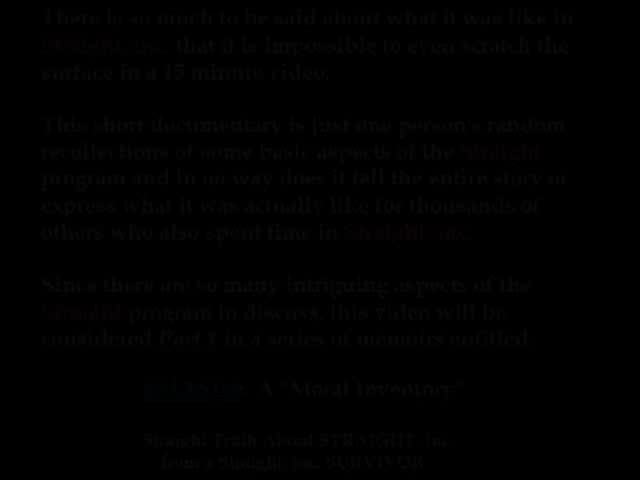 There is so much to be said about what it was like in
Straight, Inc. that it is impossible to even scratch the
surface in a 15 minute video.
This short documentary is just one person's random
recollections of some basic aspects of the Straight
program and in no way does it tell the entire story or
express what it was actually like for thousands of
others who also spent time in Straight, Inc.
Since there are so many intriguing aspects of the
Straight program to discuss, this video will be
considered Part 1 in a series of memoirs entitled:
A "Moral Inventory"
Straight Truth About STRAIGHT, Inc.
from a Straight, Inc. SURVIVOR